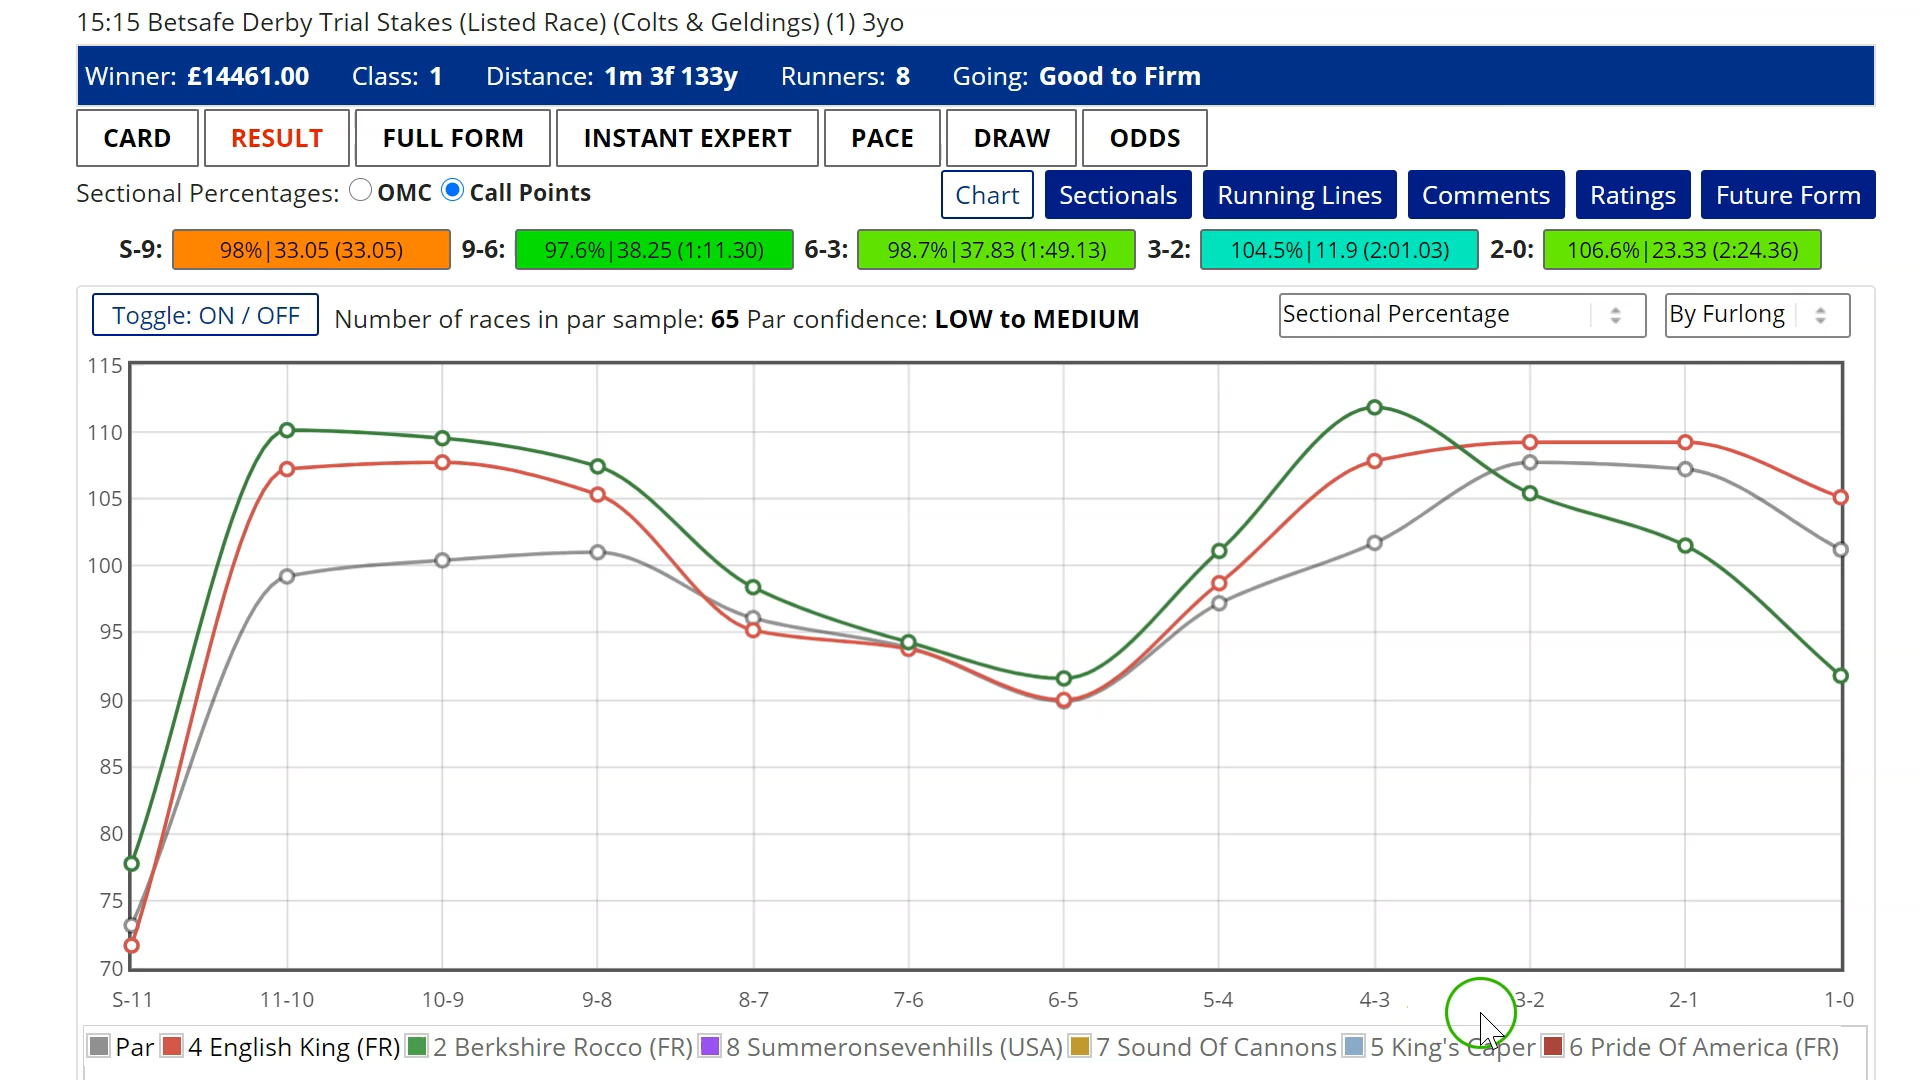 15:15 Betsafe Derby Trial Stakes (Listed Race) (Colts & Geldings) (1) 3yo
Winner: £14461.00 Class: 1 Distance: 1m 3f 133y Runners: 8 Going: Good to Firm
CARD RESULT FULL FORM INSTANT EXPERT PACE DRAW ODDS
Sectional Percentages: OMC Call Points Chart Sectionals Running Lines Comments Ratings Future Form
S-9: 98%|33.05 (33.05) 9-6: 97.6%|38.25 (1:11.30) 6-3: 98.7%|37.83 (1:49.13) 3-2: 104.5%|11.9 (2:01.03) 2-0: 106.6%|23.33 (2:24.36)
Toggle: ON / OFF Number of races in par sample: 65 Par confidence: LOW to MEDIUM Sectional Percentage By Furlong
115
110
105
100
95
90
85
80
75
70
S-11 11-10 10-9 9-8 8-7 7-6 6-5 5-4 4-3 3-2 2-1 1-0
Par 4 English King (FR) 2 Berkshire Rocco (FR) 8 Summeronsevenhills (USA) 7 Sound Of Cannons 5 King's Caper 6 Pride Of America (FR)